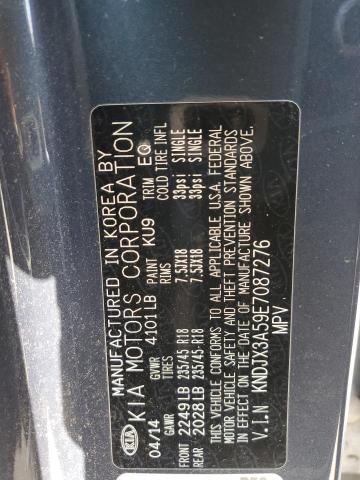 MANUFACTURED IN KOREA BY
KIA MOTORS CORPORATION
KIA
04/14 GVWR 4101LB PAINT KU9 TRIM EQ
GAWR TIRES RIMS COLD TIRE INFL
FRONT 2249LB 235/45 R18 7.5JX18 33psi SINGLE
REAR 2028LB 235/45 R18 7.5JX18 33psi SINGLE
THIS VEHICLE CONFORMS TO ALL APPLICABLE U.S.A. FEDERAL
MOTOR VEHICLE SAFETY AND THEFT PREVENTION STANDARDS
IN EFFECT ON THE DATE OF MANUFACTURE SHOWN ABOVE.
V.I.N KNDJX3A59E7087276
MPV